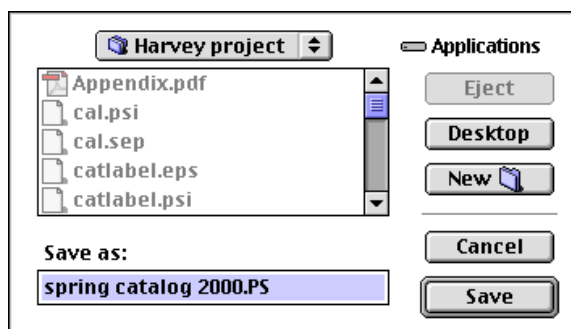 Harvey project
Applications
Appendix.pdf
cal.psi
cal.sep
catlabel.eps
catlabel.psi
Eject
Desktop
New
Save as:
spring catalog 2000.PS
Cancel
Save